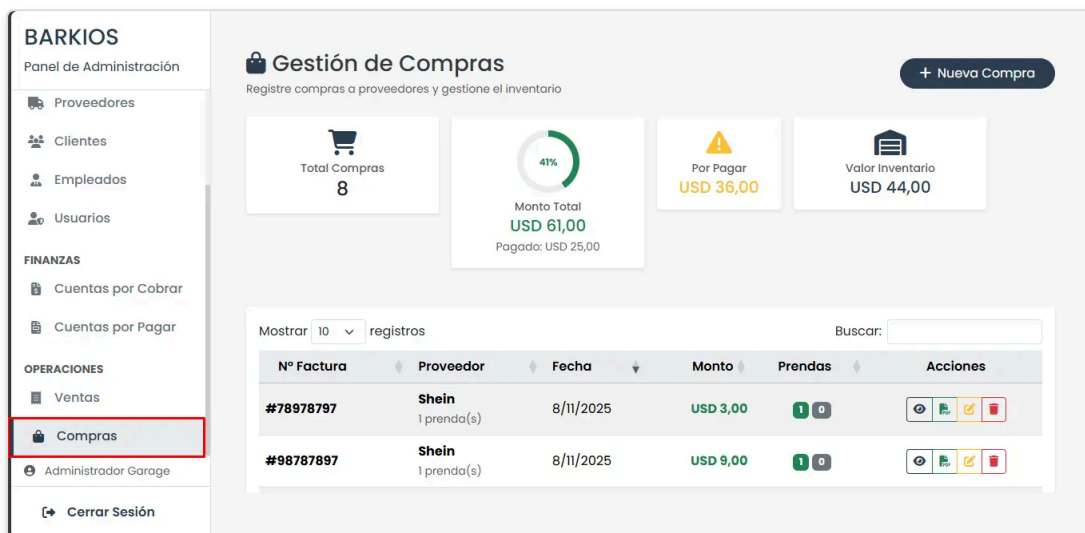 BARKIOS
Panel de Administración
Proveedores
Clientes
Empleados
Usuarios
FINANZAS
Cuentas por Cobrar
Cuentas por Pagar
OPERACIONES
Ventas
Compras
Administrador Garage
Cerrar Sesión
Gestión de Compras
Registre compras a proveedores y gestione el inventario
+ Nueva Compra
Total Compras
8
41%
Monto Total
USD 61,00
Pagado: USD 25,00
Por Pagar
USD 36,00
Valor Inventario
USD 44,00
Mostrar 10 registros
Buscar:
Nº Factura Proveedor Fecha Monto Prendas Acciones
#78978797 Shein 8/11/2025 USD 3,00 1 0
1 prenda(s)
#98787897 Shein 8/11/2025 USD 9,00 1 0
1 prenda(s)